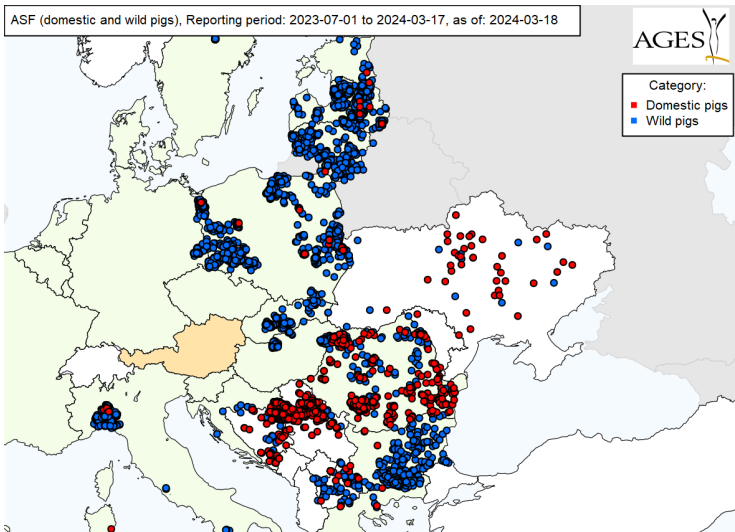 ASF (domestic and wild pigs), Reporting period: 2023-07-01 to 2024-03-17, as of: 2024-03-18
AGES
Category:
Domestic pigs
Wild pigs